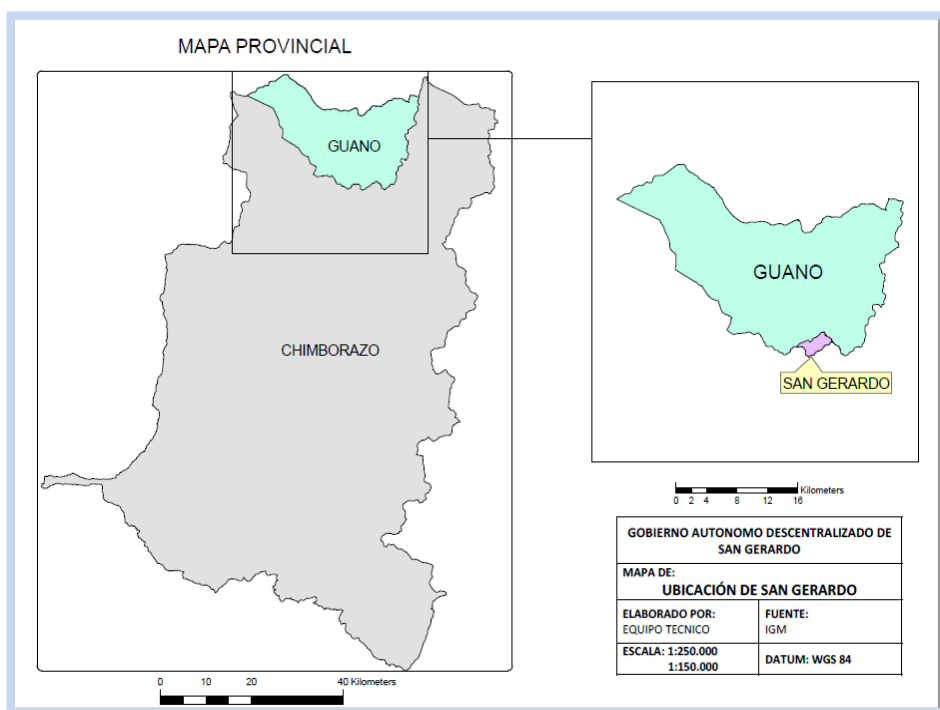 MAPA PROVINCIAL
GUANO
CHIMBORAZO
GUANO
SAN GERARDO
Kilometers
0 2 4 8 12 16
GOBIERNO AUTONOMO DESCENTRALIZADO DE
SAN GERARDO
MAPA DE:
UBICACIÓN DE SAN GERARDO
ELABORADO POR:
EQUIPO TECNICO
FUENTE:
IGM
ESCALA: 1:250.000
1:150.000
DATUM: WGS 84
0 10 20 40 Kilometers